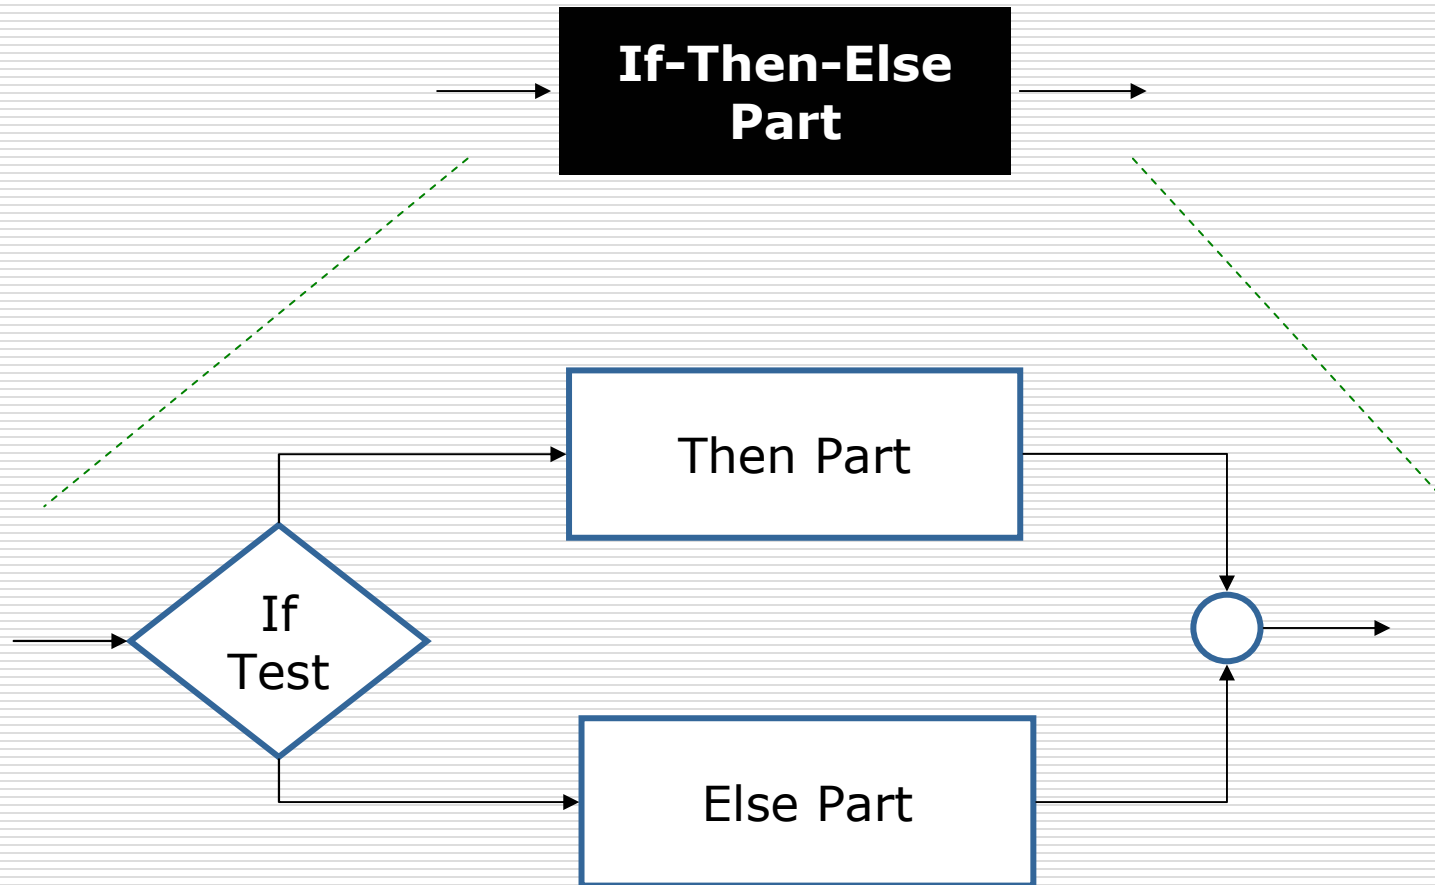 If-Then-Else
Part
Then Part
If
Test
Else Part